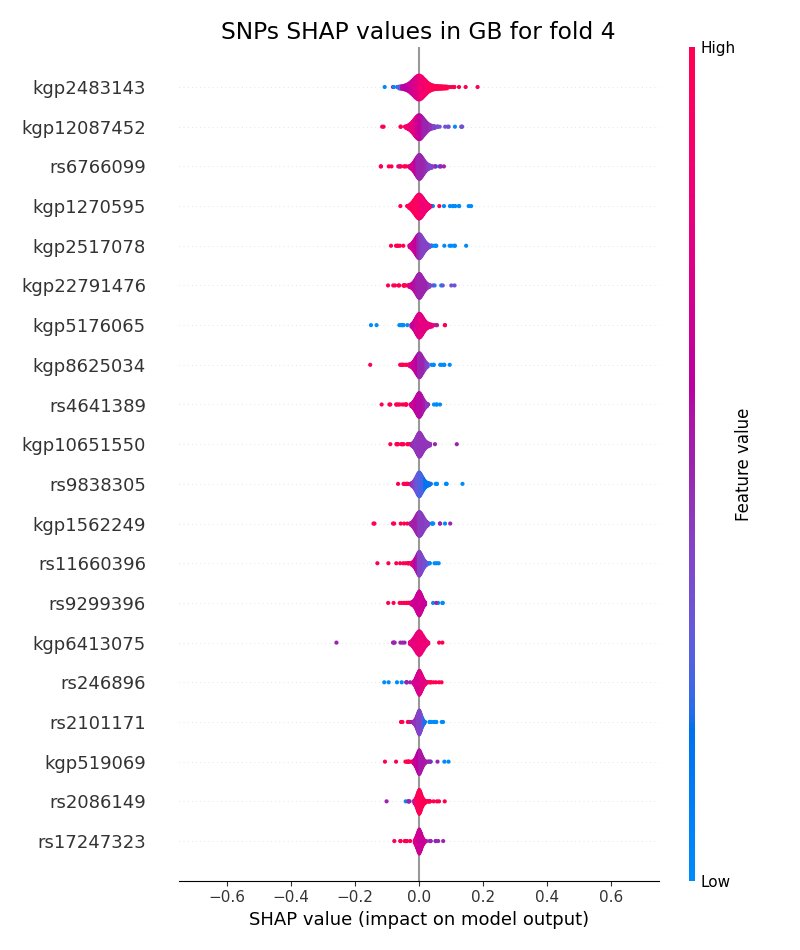 SNPs SHAP values in GB for fold 4
High
kgp2483143
kgp12087452
rs6766099
kgp1270595
kgp2517078
kgp22791476
kgp5176065
kgp8625034
rs4641389
kgp10651550
rs9838305
kgp1562249
rs11660396
rs9299396
kgp6413075
rs246896
rs2101171
kgp519069
rs2086149
rs17247323
Feature value
Low
−0.6 −0.4 −0.2 0.0 0.2 0.4 0.6
SHAP value (impact on model output)